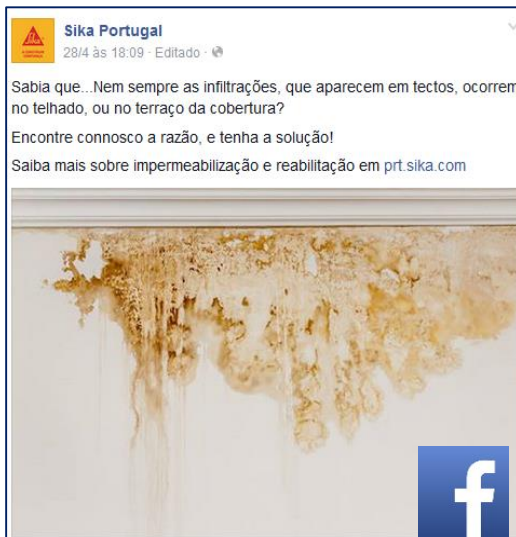 Sika Portugal
28/4 às 18:09 · Editado ·
Sabia que...Nem sempre as infiltrações, que aparecem em tectos, ocorrem
no telhado, ou no terraço da cobertura?
Encontre connosco a razão, e tenha a solução!
Saiba mais sobre impermeabilização e reabilitação em prt.sika.com